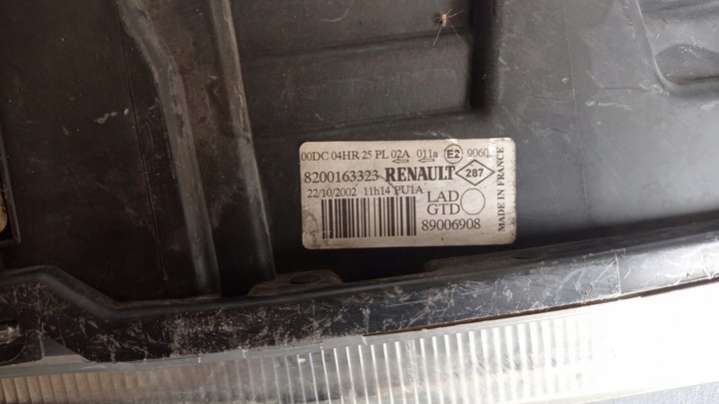 00DC 04HR 25 PL 02A 011a E2 9060
8200163323 RENAULT 287
22/10/2002 11h14 PU1A
LAD
GTD
89006908
MADE IN FRANCE